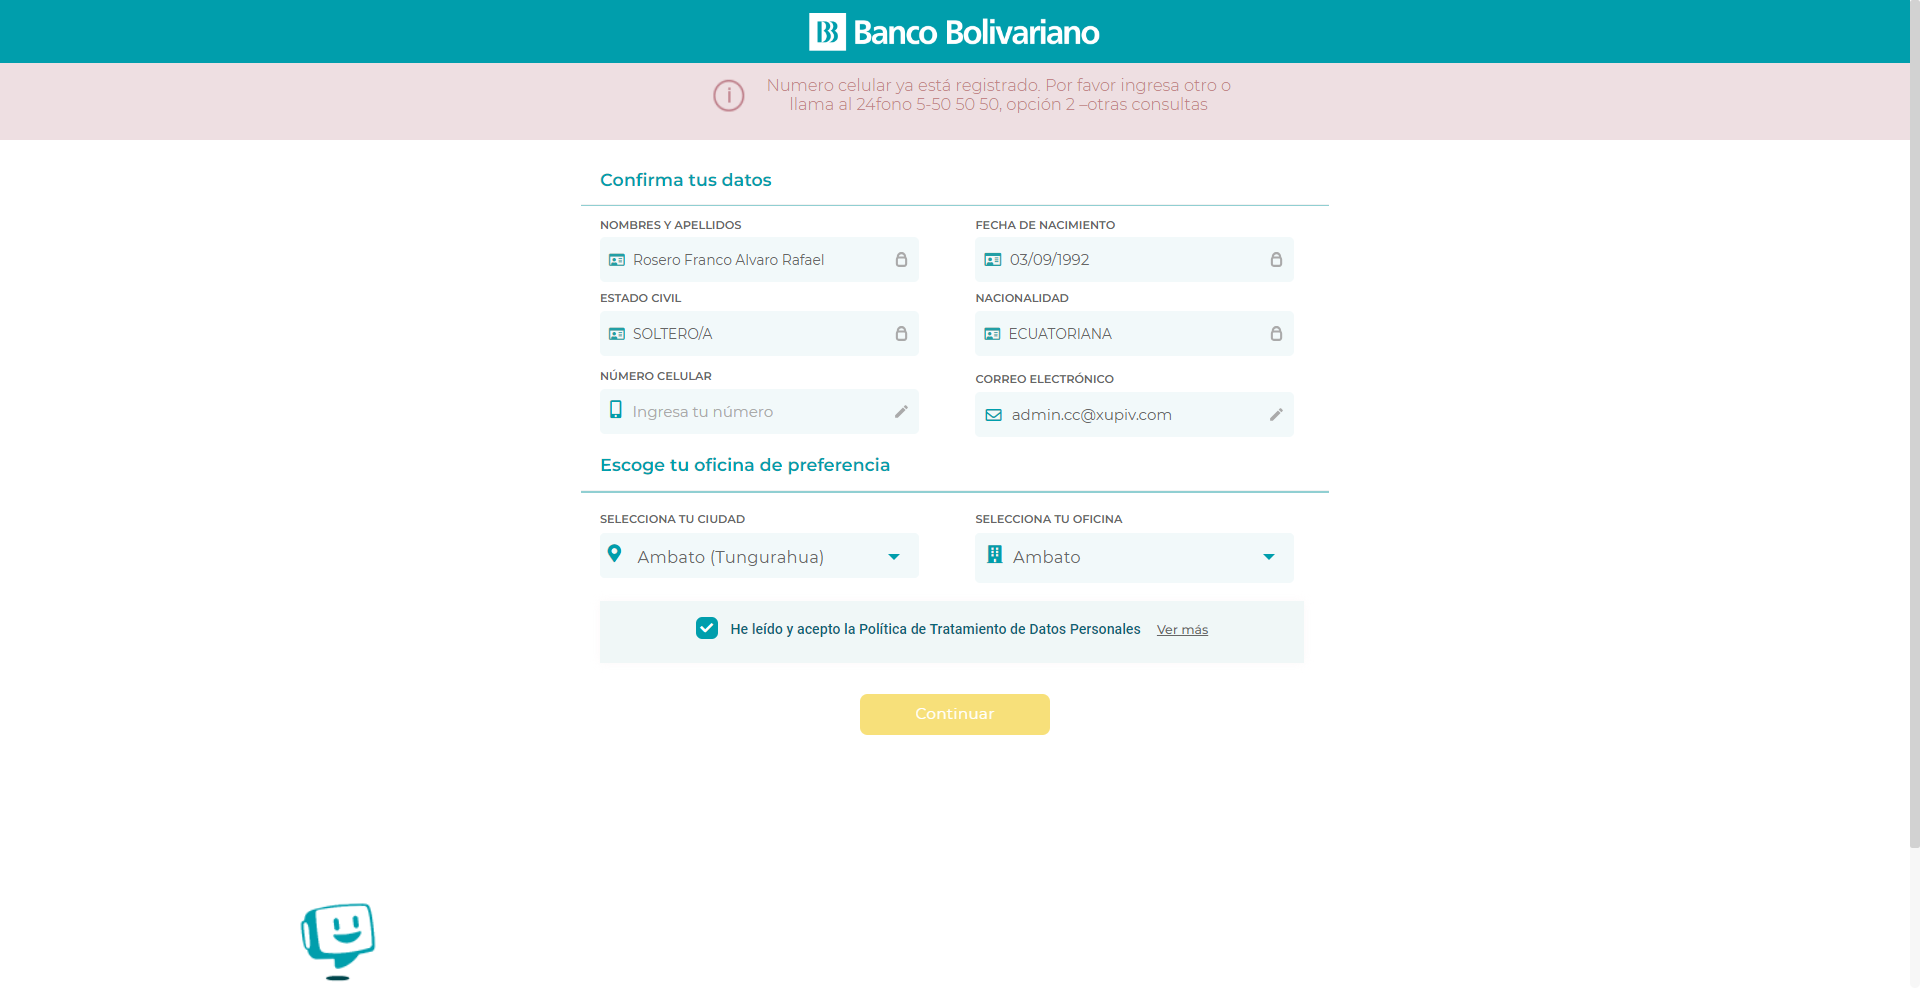 Banco Bolivariano
Numero celular ya está registrado. Por favor ingresa otro o
llama al 24fono 5-50 50 50, opción 2 –otras consultas
Confirma tus datos
NOMBRES Y APELLIDOS
Rosero Franco Alvaro Rafael
FECHA DE NACIMIENTO
03/09/1992
ESTADO CIVIL
SOLTERO/A
NACIONALIDAD
ECUATORIANA
NÚMERO CELULAR
Ingresa tu número
CORREO ELECTRÓNICO
admin.cc@xupiv.com
Escoge tu oficina de preferencia
SELECCIONA TU CIUDAD
Ambato (Tungurahua)
SELECCIONA TU OFICINA
Ambato
He leído y acepto la Política de Tratamiento de Datos Personales Ver más
Continuar